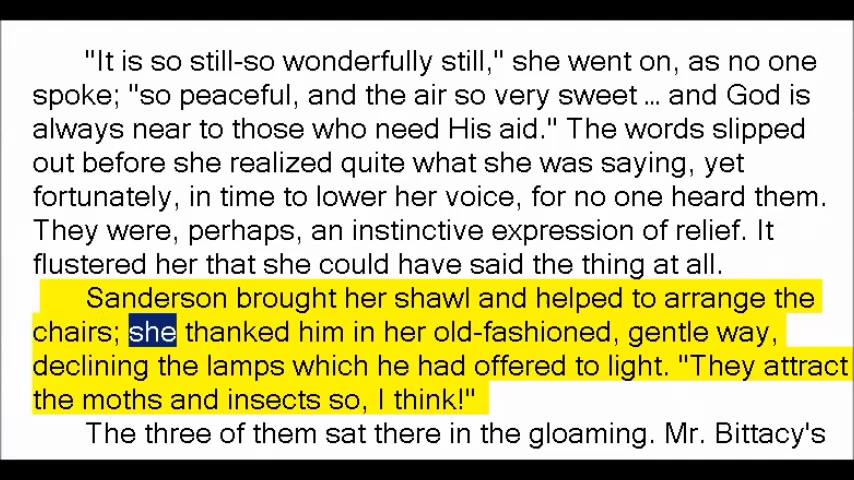 "It is so still-so wonderfully still," she went on, as no one
spoke; "so peaceful, and the air so very sweet ... and God is
always near to those who need His aid." The words slipped
out before she realized quite what she was saying, yet
fortunately, in time to lower her voice, for no one heard them.
They were, perhaps, an instinctive expression of relief. It
flustered her that she could have said the thing at all.
Sanderson brought her shawl and helped to arrange the
chairs; she thanked him in her old-fashioned, gentle way,
declining the lamps which he had offered to light. "They attract
the moths and insects so, I think!"
The three of them sat there in the gloaming. Mr. Bittacy's